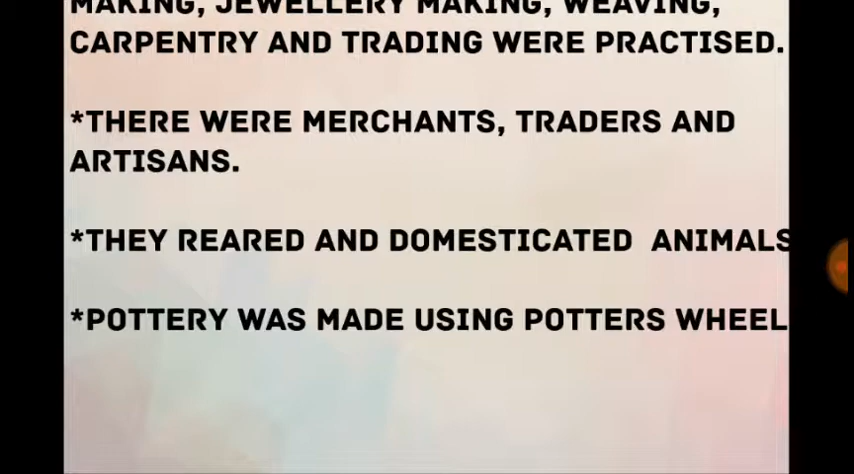 MAKING, JEWELLERY MAKING, WEAVING,
CARPENTRY AND TRADING WERE PRACTISED.
*THERE WERE MERCHANTS, TRADERS AND
ARTISANS.
*THEY REARED AND DOMESTICATED ANIMALS
*POTTERY WAS MADE USING POTTERS WHEEL